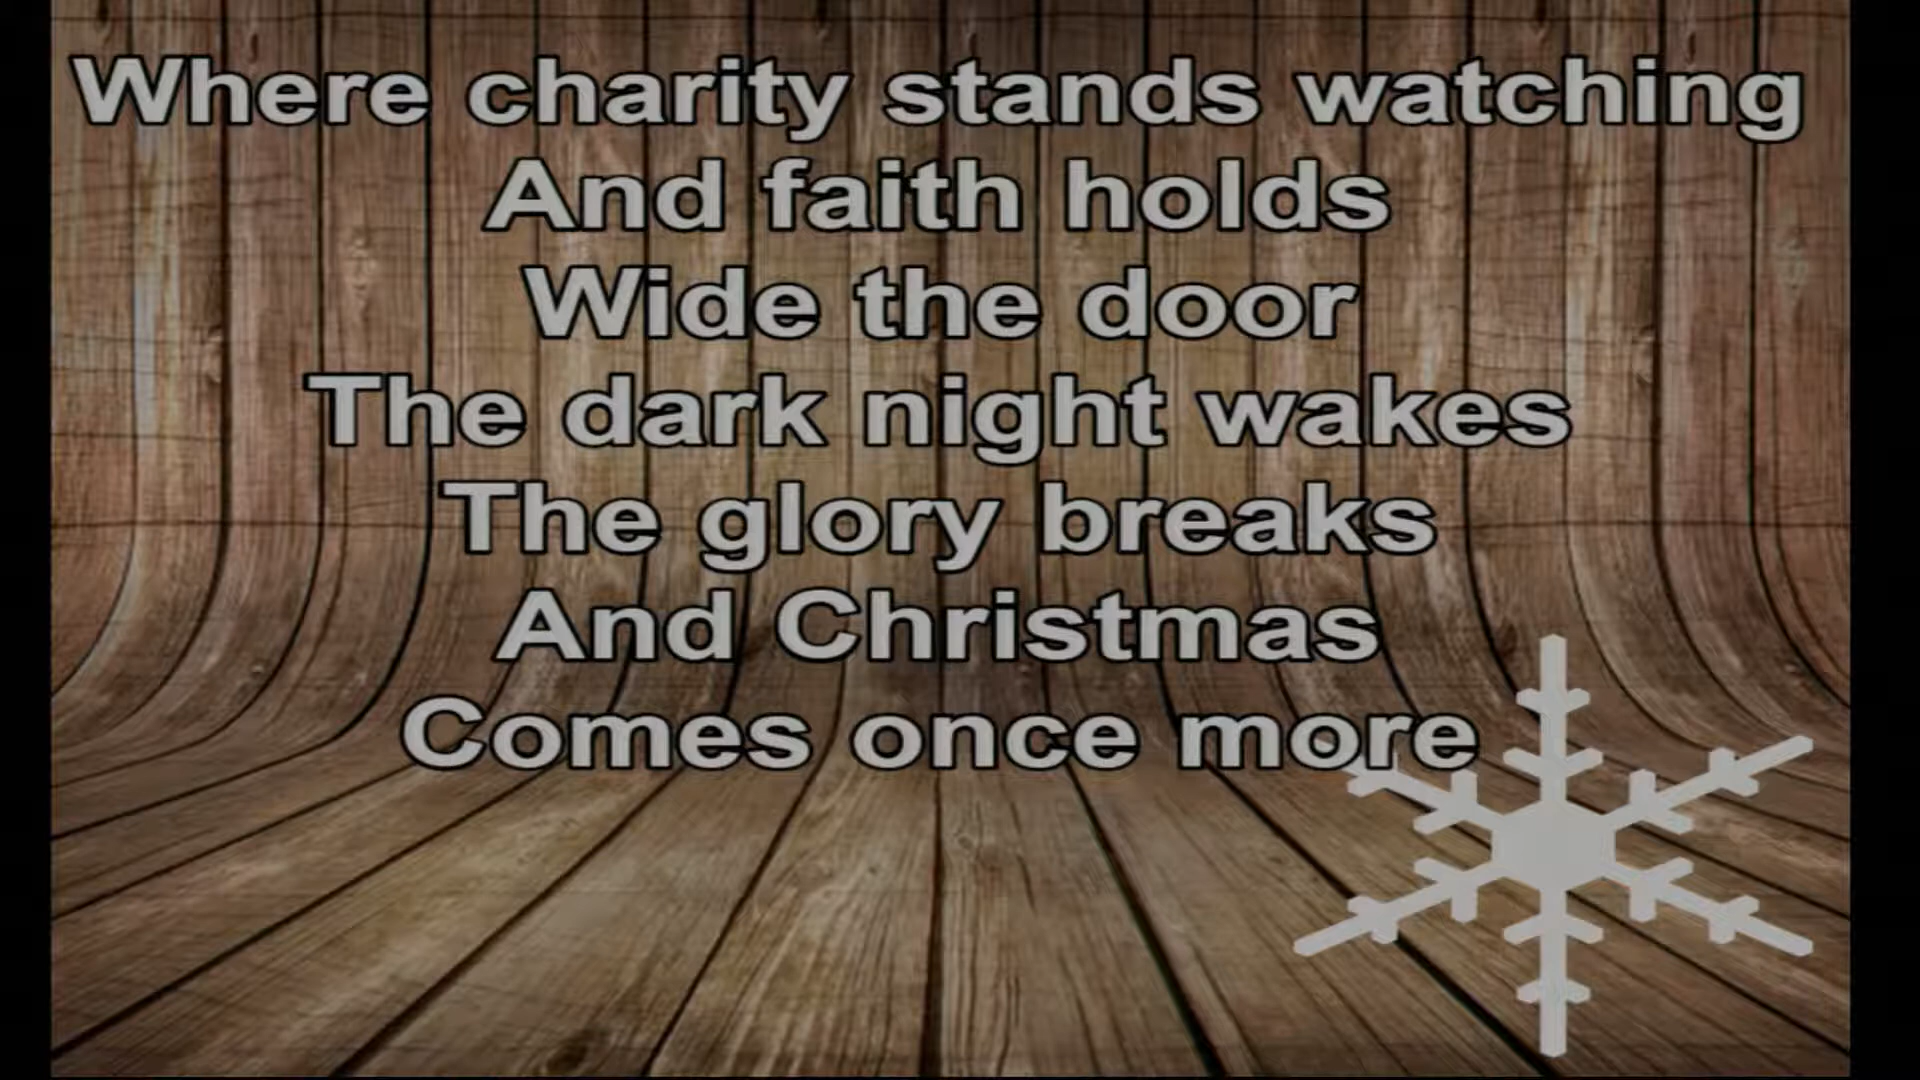 Where charity stands watching
And faith holds
Wide the door
The dark night wakes
The glory breaks
And Christmas
Comes once more